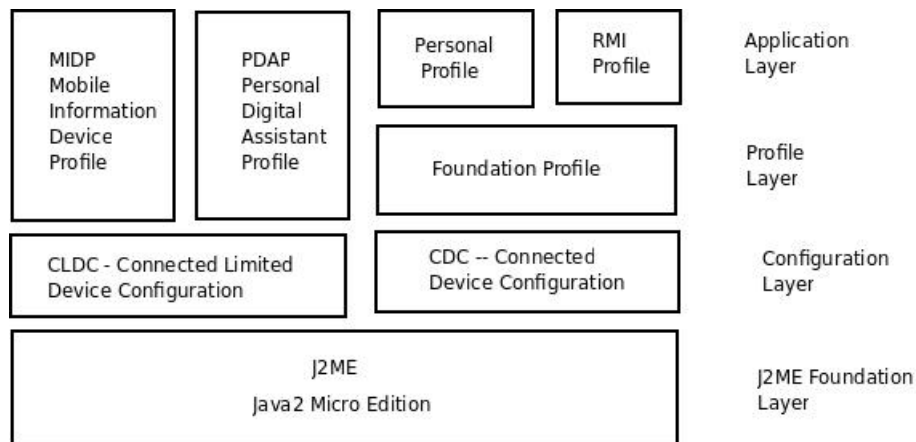 MIDP
Mobile
Information
Device
Profile
PDAP
Personal
Digital
Assistant
Profile
Personal
Profile
RMI
Profile
Application
Layer
Foundation Profile
Profile
Layer
CLDC - Connected Limited
Device Configuration
CDC -- Connected
Device Configuration
Configuration
Layer
J2ME
Java2 Micro Edition
J2ME Foundation
Layer